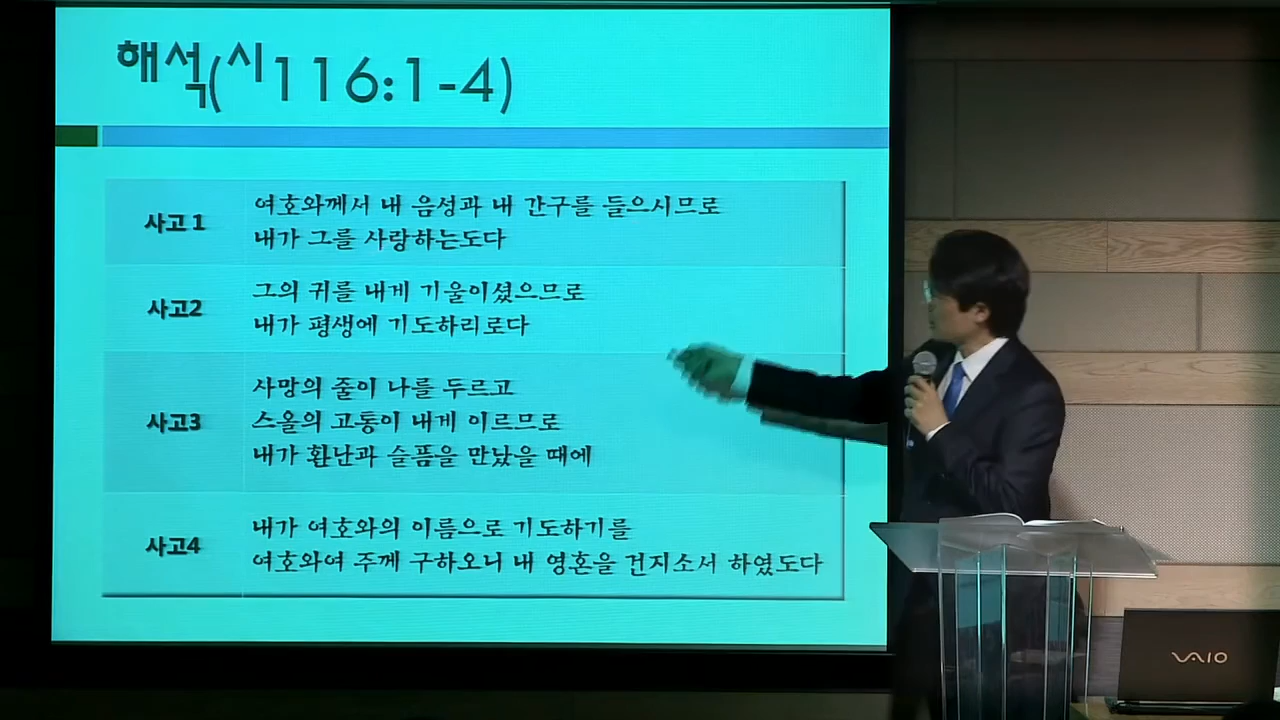 해석(시116:1-4)
사고 1
여호와께서 내 음성과 내 간구를 들으시므로
내가 그를 사랑하는도다
사고2
그의 귀를 내게 기울이셨으므로
내가 평생에 기도하리로다
사고3
사망의 줄이 나를 두르고
스올의 고통이 내게 이르므로
내가 환난과 슬픔을 만났을 때에
사고4
내가 여호와의 이름으로 기도하기를
여호와여 주께 구하오니 내 영혼을 건지소서 하였도다
VAIO